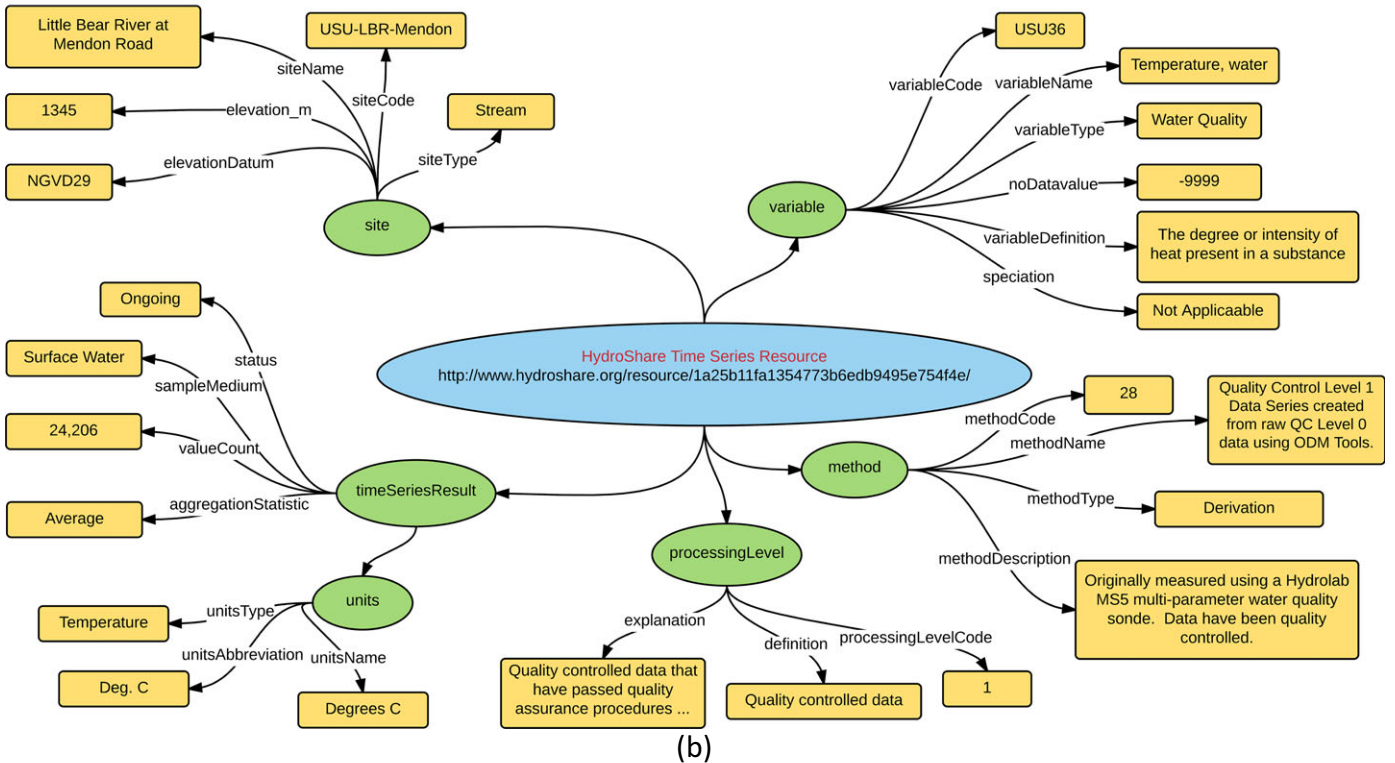 Little Bear River at
Mendon Road
USU-LBR-Mendon
siteName
siteCode
1345
elevation_m
Stream
elevationDatum
siteType
NGVD29
site
USU36
variableCode
Temperature, water
variableName
variableType
Water Quality
noDatavalue
-9999
variable
variableDefinition
The degree or intensity of
heat present in a substance
speciation
Not Applicaable
HydroShare Time Series Resource
http://www.hydroshare.org/resource/1a25b11fa1354773b6edb9495e754f4e/
Ongoing
status
Surface Water
sampleMedium
24,206
valueCount
timeSeriesResult
aggregationStatistic
Average
units
unitsType
Temperature
unitsAbbreviation
unitsName
Deg. C
Degrees C
processingLevel
explanation
definition
processingLevelCode
Quality controlled data that
have passed quality
assurance procedures ...
Quality controlled data
1
method
methodCode
28
methodName
Quality Control Level 1
Data Series created
from raw QC Level 0
data using ODM Tools.
methodType
Derivation
methodDescription
Originally measured using a Hydrolab
MS5 multi-parameter water quality
sonde. Data have been quality
controlled.
(b)